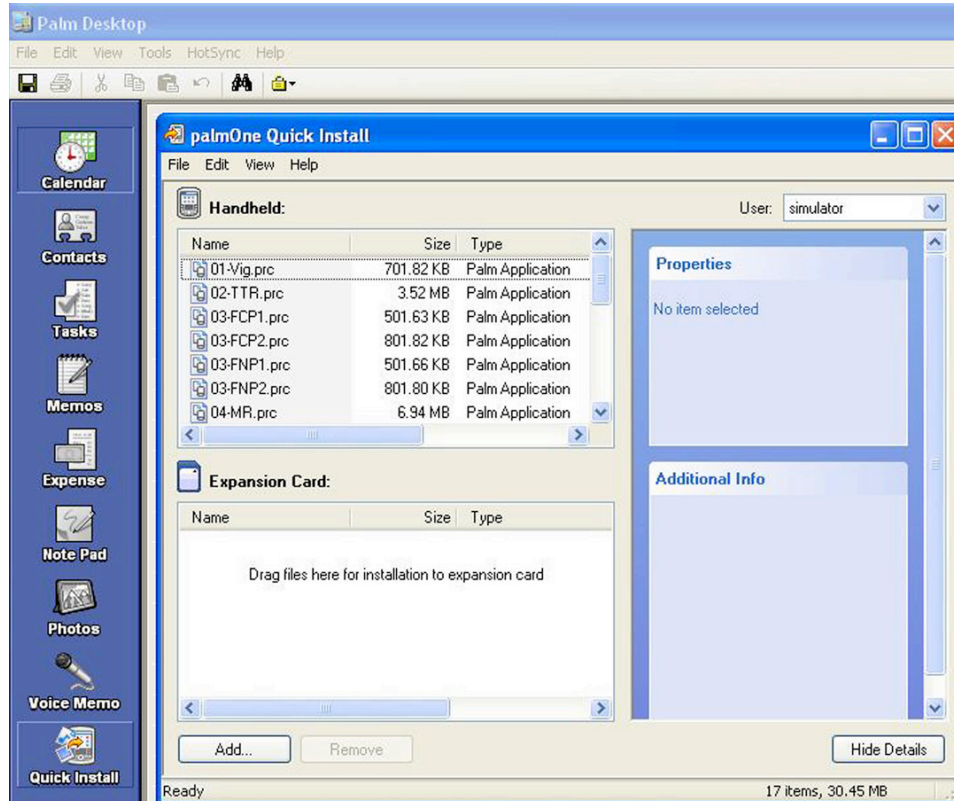 Palm Desktop
File Edit View Tools HotSync Help
Calendar
Contacts
Tasks
Memos
Expense
Note Pad
Photos
Voice Memo
Quick Install
palmOne Quick Install
File Edit View Help
Handheld:
User: simulator
Name Size Type
01-Vig.prc 701.82 KB Palm Application
02-TTR.prc 3.52 MB Palm Application
03-FCP1.prc 501.63 KB Palm Application
03-FCP2.prc 801.82 KB Palm Application
03-FNP1.prc 501.66 KB Palm Application
03-FNP2.prc 801.80 KB Palm Application
04-MR.prc 6.94 MB Palm Application
Expansion Card:
Name Size Type
Drag files here for installation to expansion card
Properties
No item selected
Additional Info
Add... Remove
Hide Details
Ready 17 items, 30.45 MB